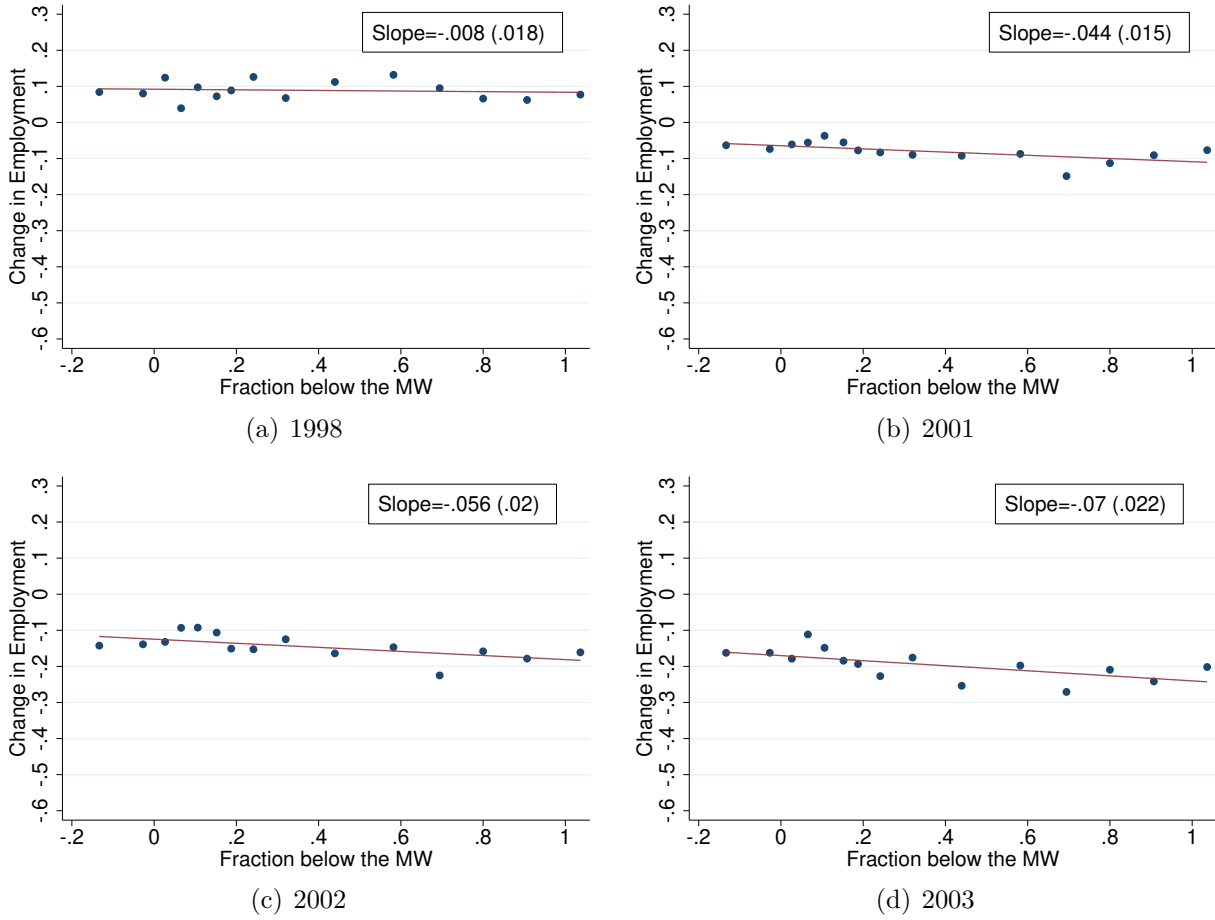 Slope=-.008 (.018)
Change in Employment
-.6 -.5 -.4 -.3 -.2 -.1 0 .1 .2 .3
-.2 0 .2 .4 .6 .8 1
Fraction below the MW
(a) 1998
Slope=-.044 (.015)
Change in Employment
-.6 -.5 -.4 -.3 -.2 -.1 0 .1 .2 .3
-.2 0 .2 .4 .6 .8 1
Fraction below the MW
(b) 2001
Slope=-.056 (.02)
Change in Employment
-.6 -.5 -.4 -.3 -.2 -.1 0 .1 .2 .3
-.2 0 .2 .4 .6 .8 1
Fraction below the MW
(c) 2002
Slope=-.07 (.022)
Change in Employment
-.6 -.5 -.4 -.3 -.2 -.1 0 .1 .2 .3
-.2 0 .2 .4 .6 .8 1
Fraction below the MW
(d) 2003